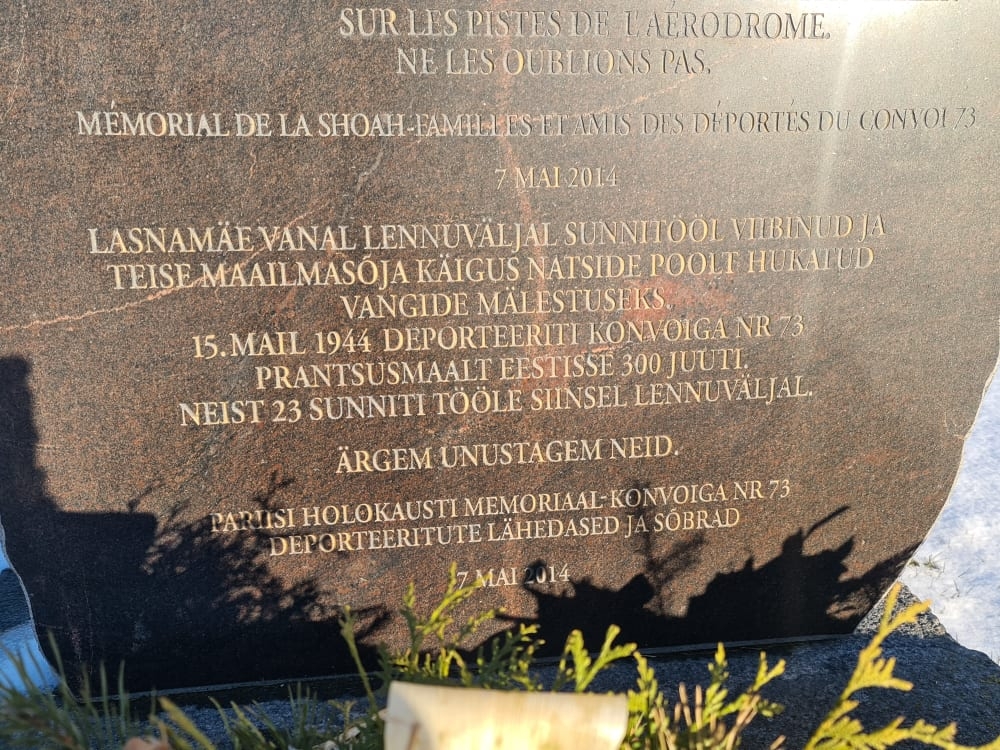 SUR LES PISTES DE L'AÉRODROME.
NE LES OUBLIONS PAS.
MÉMORIAL DE LA SHOAH-FAMILLES ET AMIS DES DÉPORTÉS DU CONVOI 73
7 MAI 2014
LASNAMÄE VANAL LENNUVÄLJAL SUNNITÖÖL VIIBINUD JA
TEISE MAAILMASÕJA KÄIGUS NATSIDE POOLT HUKATUD
VANGIDE MÄLESTUSEKS.
15.MAIL 1944 DEPORTEERITI KONVOIGA NR 73
PRANTSUSMAALT EESTISSE 300 JUUTI.
NEIST 23 SUNNITI TÖÖLE SIINSEL LENNUVÄLJAL.
ÄRGEM UNUSTAGEM NEID.
PARIISI HOLOKAUSTI MEMORIAAL-KONVOIGA NR 73
DEPORTEERITUTE LÄHEDASED JA SÕBRAD
7 MAI 2014